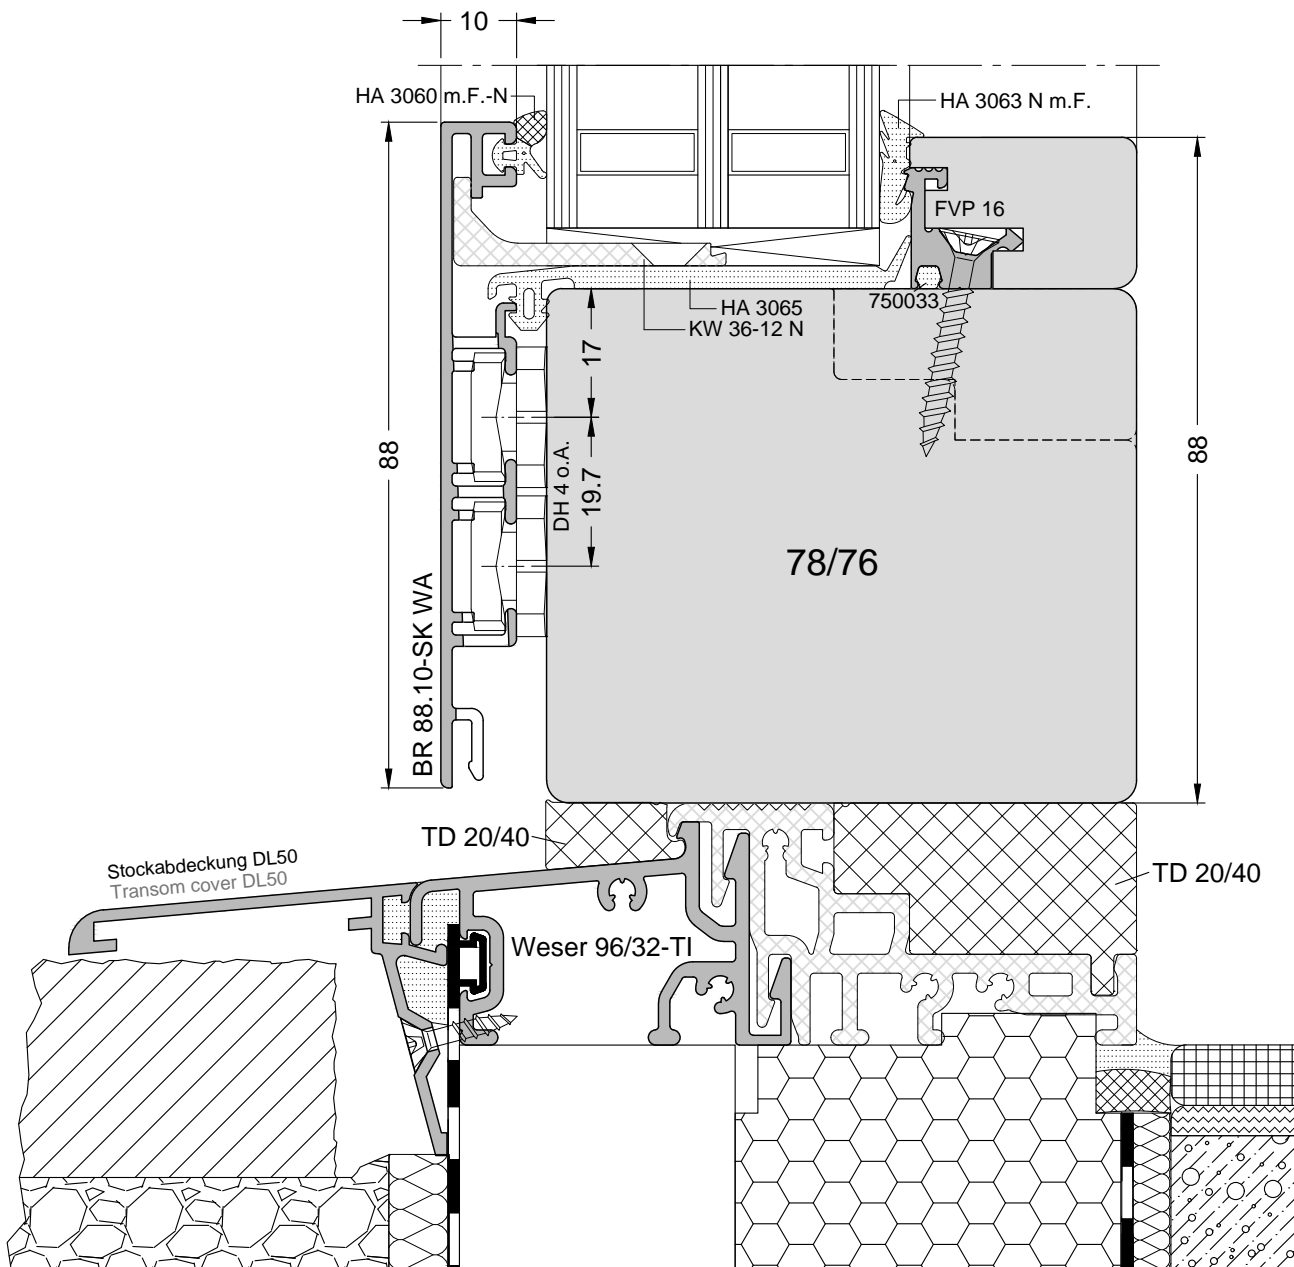 10
HA 3060 m.F.-N
HA 3063 N m.F.
FVP 16
750033
HA 3065
KW 36-12 N
17
88
88
DH 4 o.A.
19.7
78/76
BR 88.10-SK WA
TD 20/40
Stockabdeckung DL50
Transom cover DL50
TD 20/40
Weser 96/32-TI